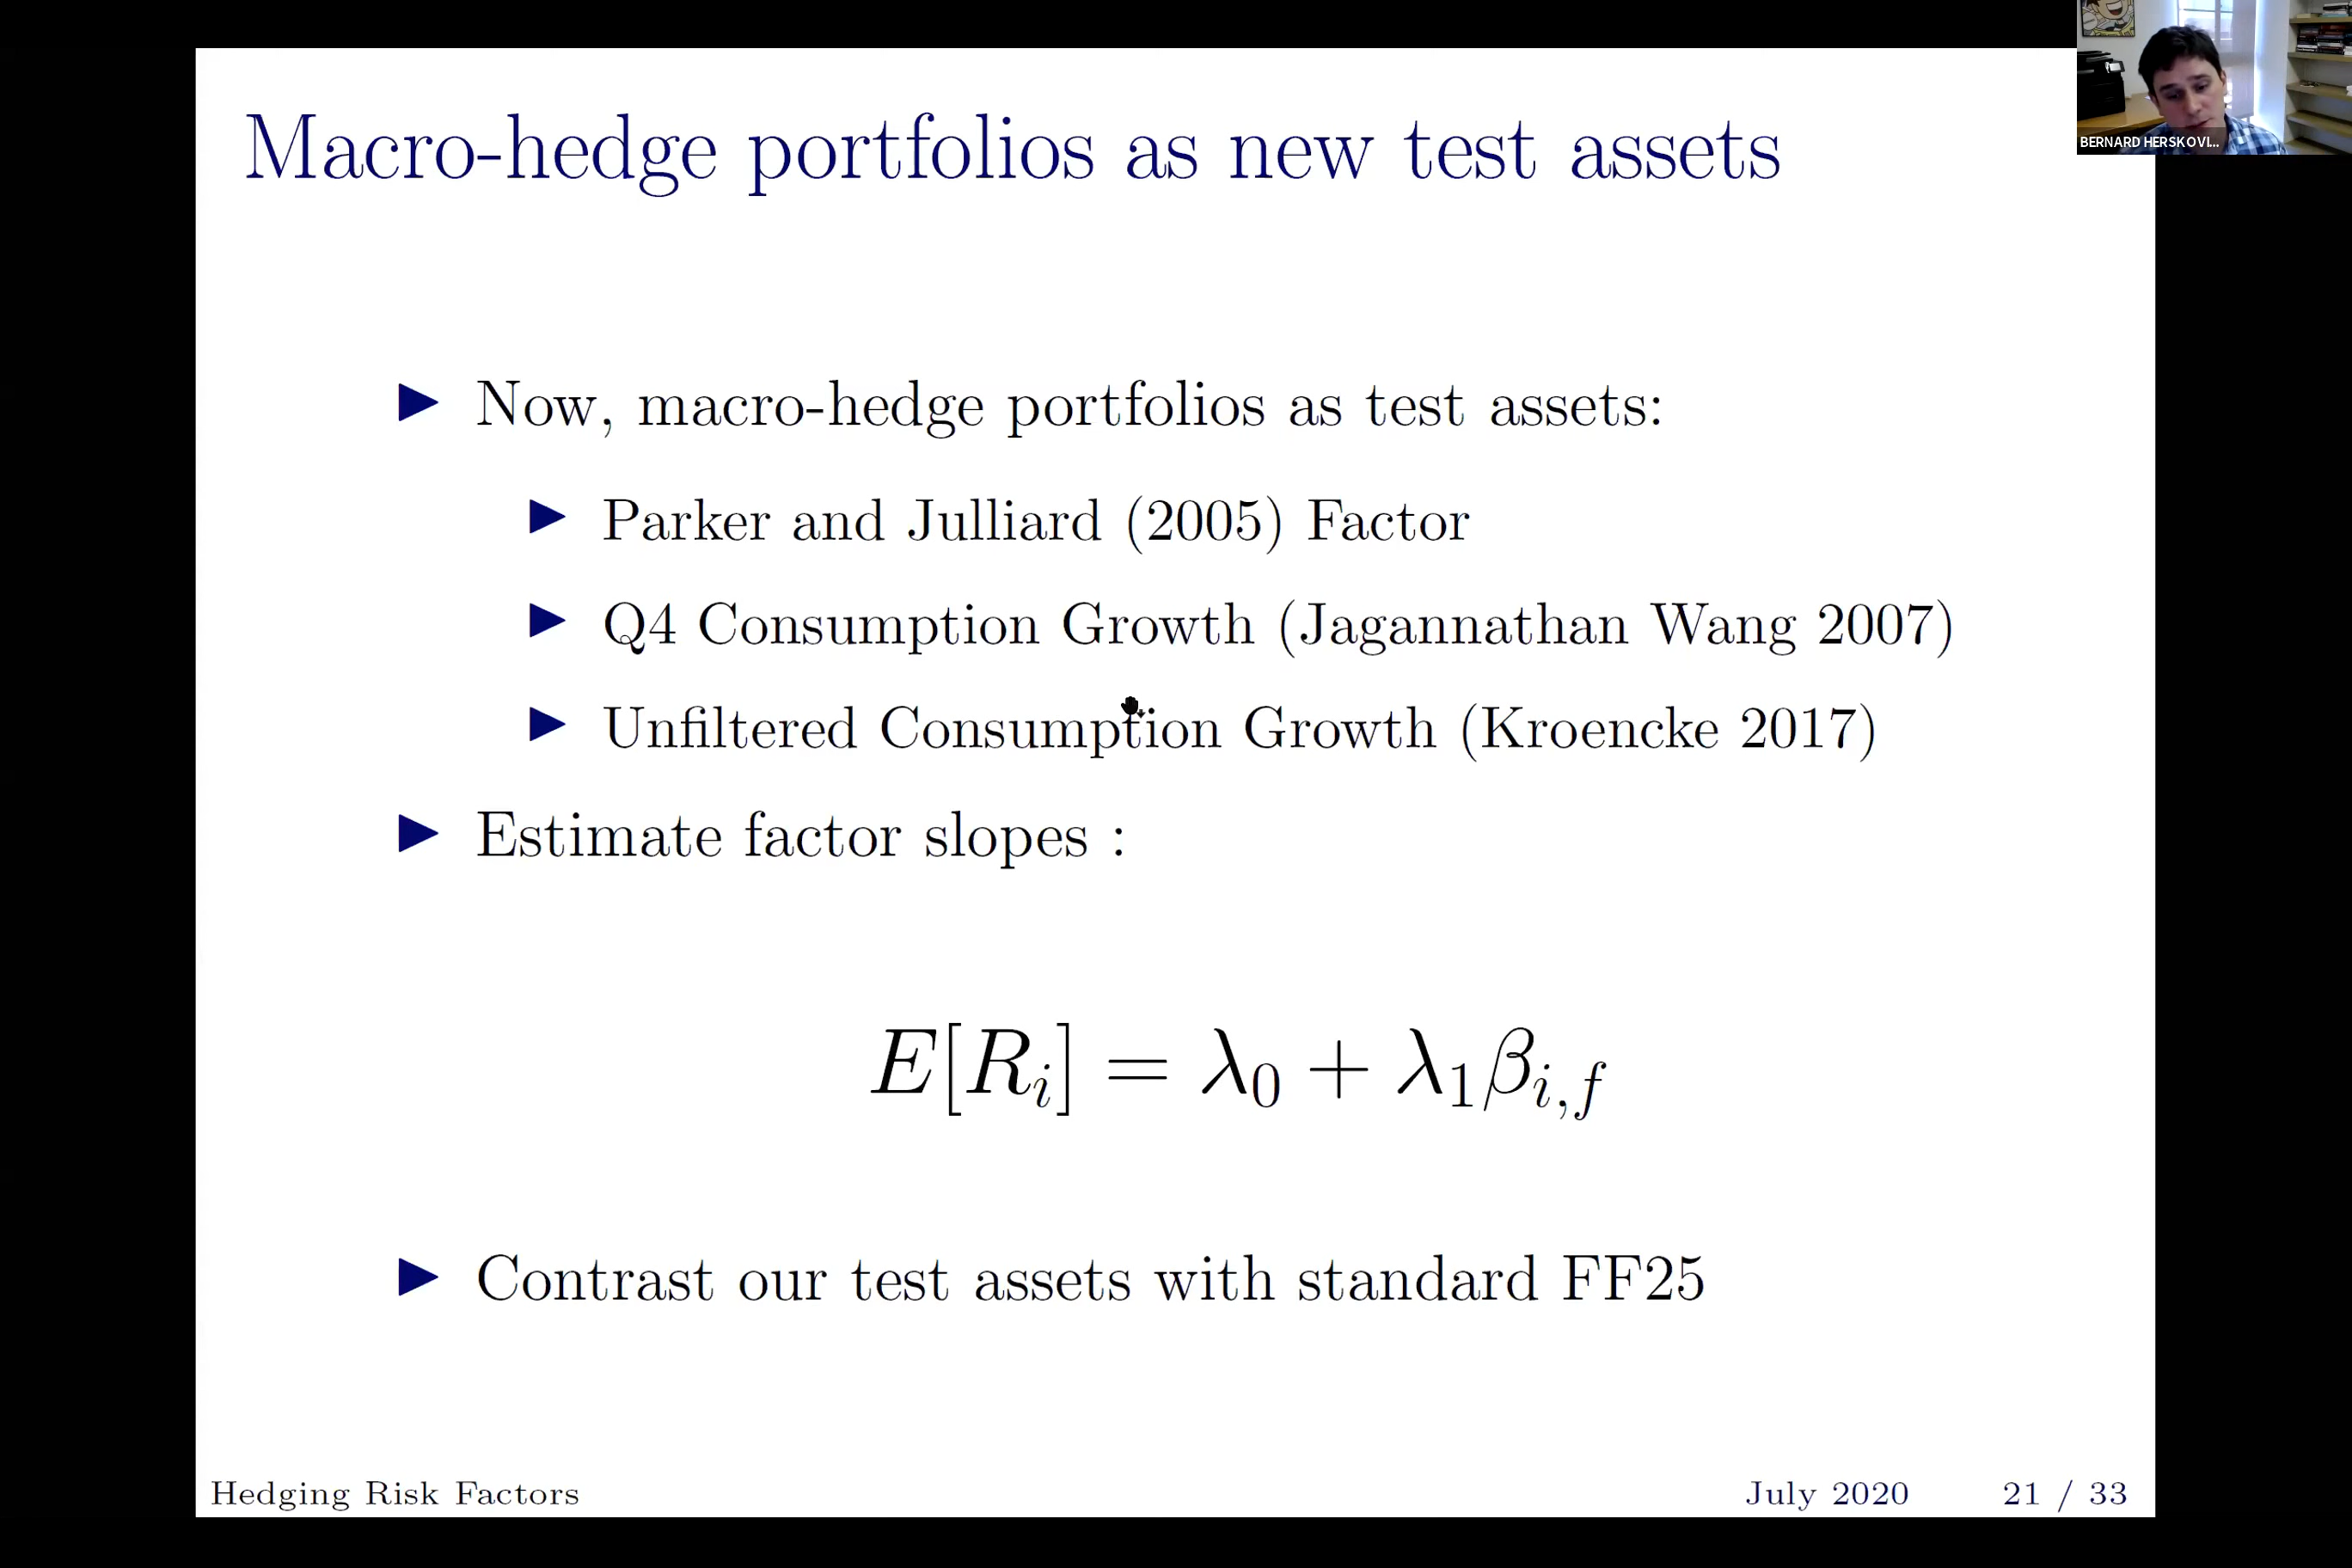 Macro-hedge portfolios as new test assets
BERNARD HERSKOVI...
Now, macro-hedge portfolios as test assets:
Parker and Julliard (2005) Factor
Q4 Consumption Growth (Jagannathan Wang 2007)
Unfiltered Consumption Growth (Kroencke 2017)
Estimate factor slopes :
E[R_i] = λ_0 + λ_1β_{i,f}
Contrast our test assets with standard FF25
Hedging Risk Factors July 2020 21 / 33